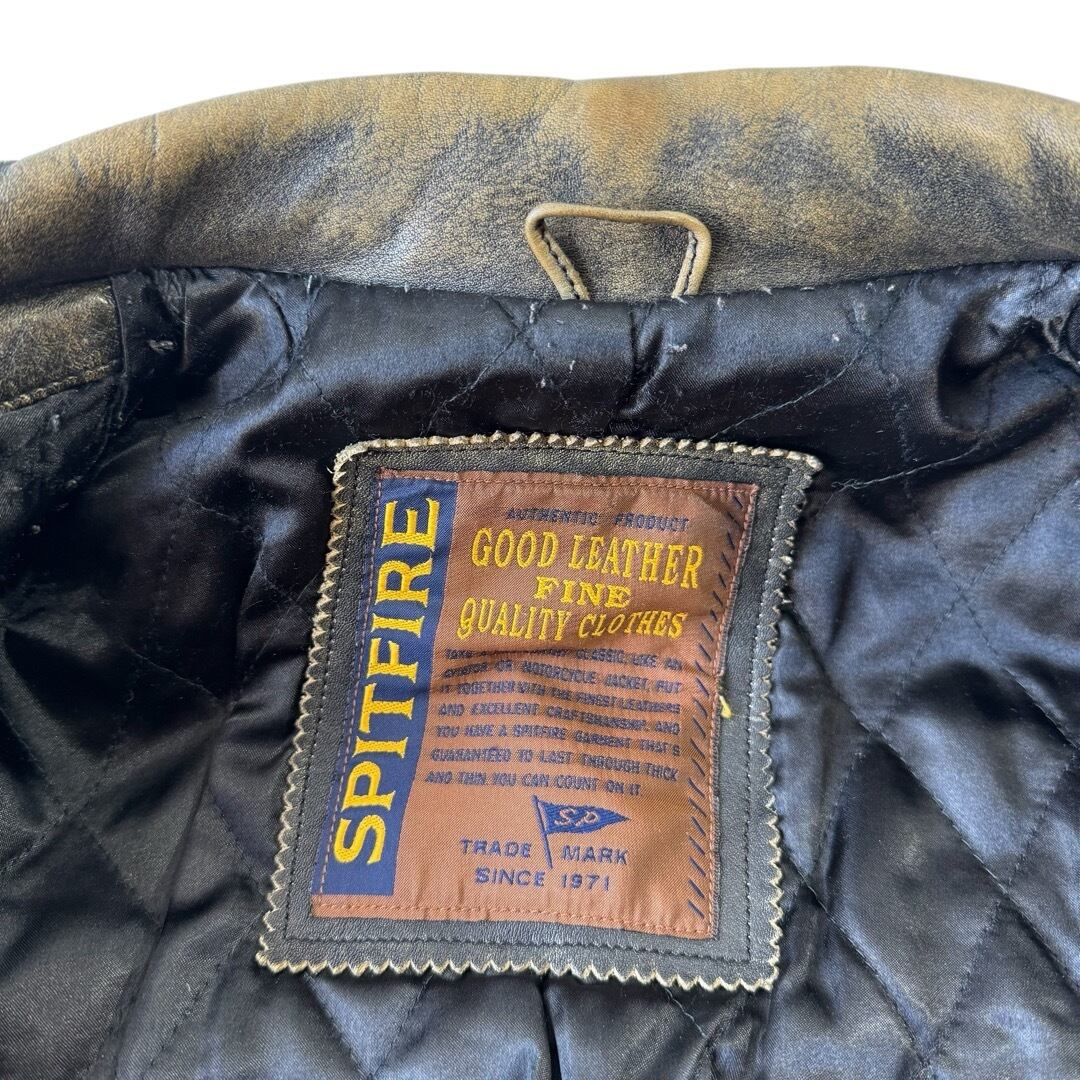 SPITFIRE
AUTHENTIC PRODUCT
GOOD LEATHER
FINE
QUALITY CLOTHES
TAKE CLASSIC, LIKE AN
AVIATOR OR MOTORCYCLE JACKET, PUT
IT TOGETHER WITH THE FINEST LEATHERS
AND EXCELLENT CRAFTSMANSHIP AND
YOU HAVE A SPITFIRE GARMENT THAT'S
GUARANTEED TO LAST THROUGH THICK
AND THIN YOU CAN COUNT ON IT.
S.P
TRADE MARK
SINCE 1971